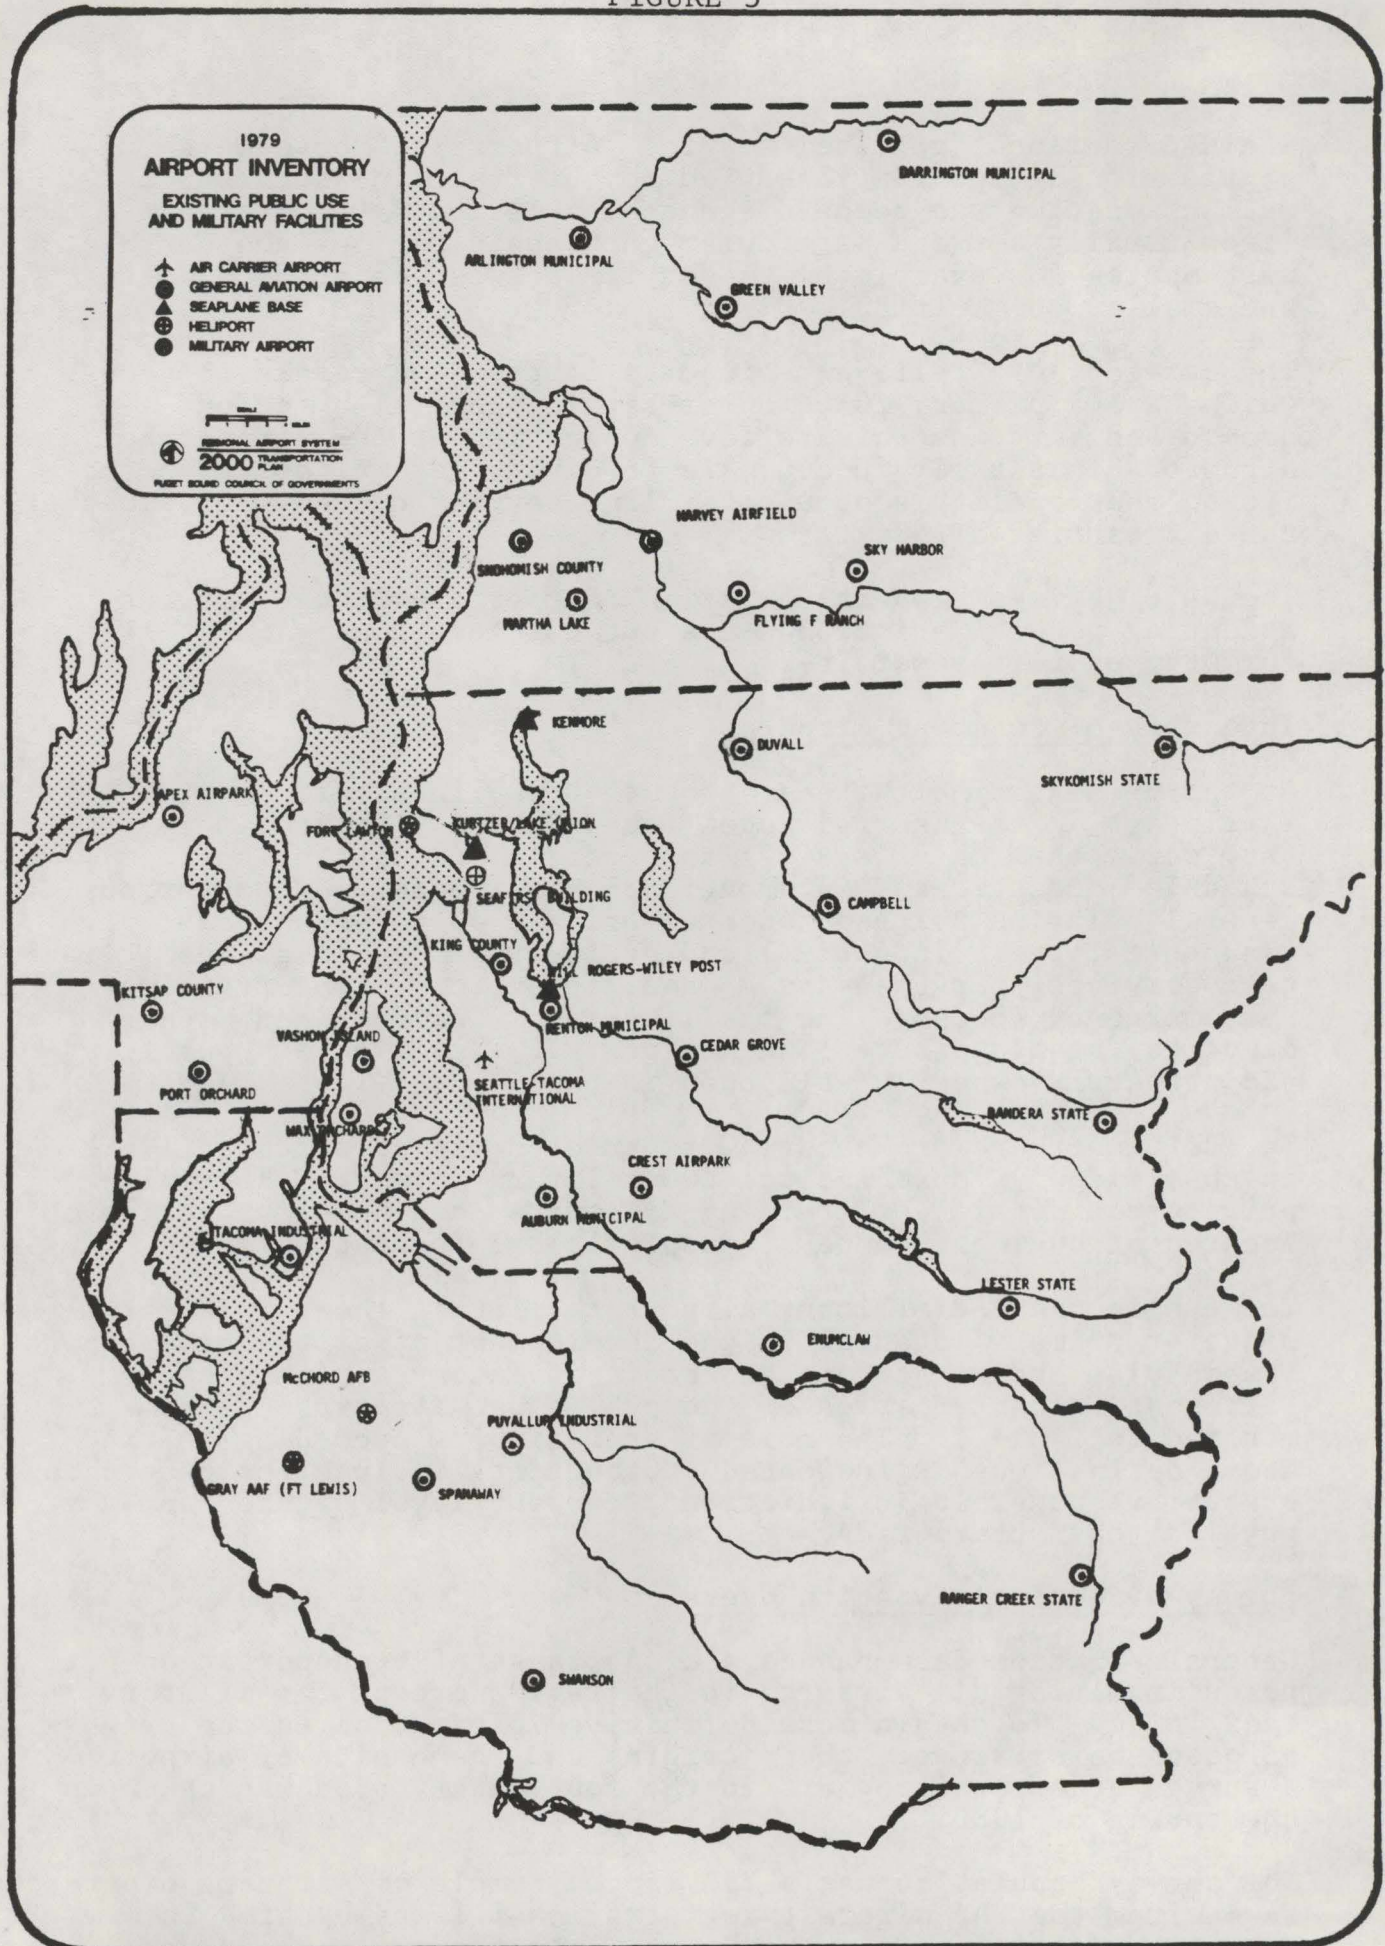 FIGURE 3
1979
AIRPORT INVENTORY
EXISTING PUBLIC USE
AND MILITARY FACILITIES
AIR CARRIER AIRPORT
GENERAL AVIATION AIRPORT
SEAPLANE BASE
HELIPORT
MILITARY AIRPORT
SCALE
REGIONAL AIRPORT SYSTEM
2000 TRANSPORTATION
PLAN
PUGET SOUND COUNCIL OF GOVERNMENTS
DARRINGTON MUNICIPAL
ARLINGTON MUNICIPAL
GREEN VALLEY
HARVEY AIRFIELD
SKY HARBOR
SNOHOMISH COUNTY
MARTHA LAKE
FLYING F RANCH
KENMORE
DUVALL
SKYKOMISH STATE
APEX AIRPARK
FORT LAWTON
KURTZER/LAKE UNION
SEAFIRST BUILDING
CAMPBELL
KING COUNTY
WILL ROGERS-WILEY POST
KITSAP COUNTY
RENTON MUNICIPAL
VASHON ISLAND
CEDAR GROVE
SEATTLE-TACOMA
INTERNATIONAL
PORT ORCHARD
BANDERA STATE
CREST AIRPARK
AUBURN MUNICIPAL
TACOMA INDUSTRIAL
LESTER STATE
ENUMCLAW
McCHORD AFB
PUYALLUP INDUSTRIAL
GRAY AAF (FT LEWIS)
SPANAWAY
RANGER CREEK STATE
SWANSON